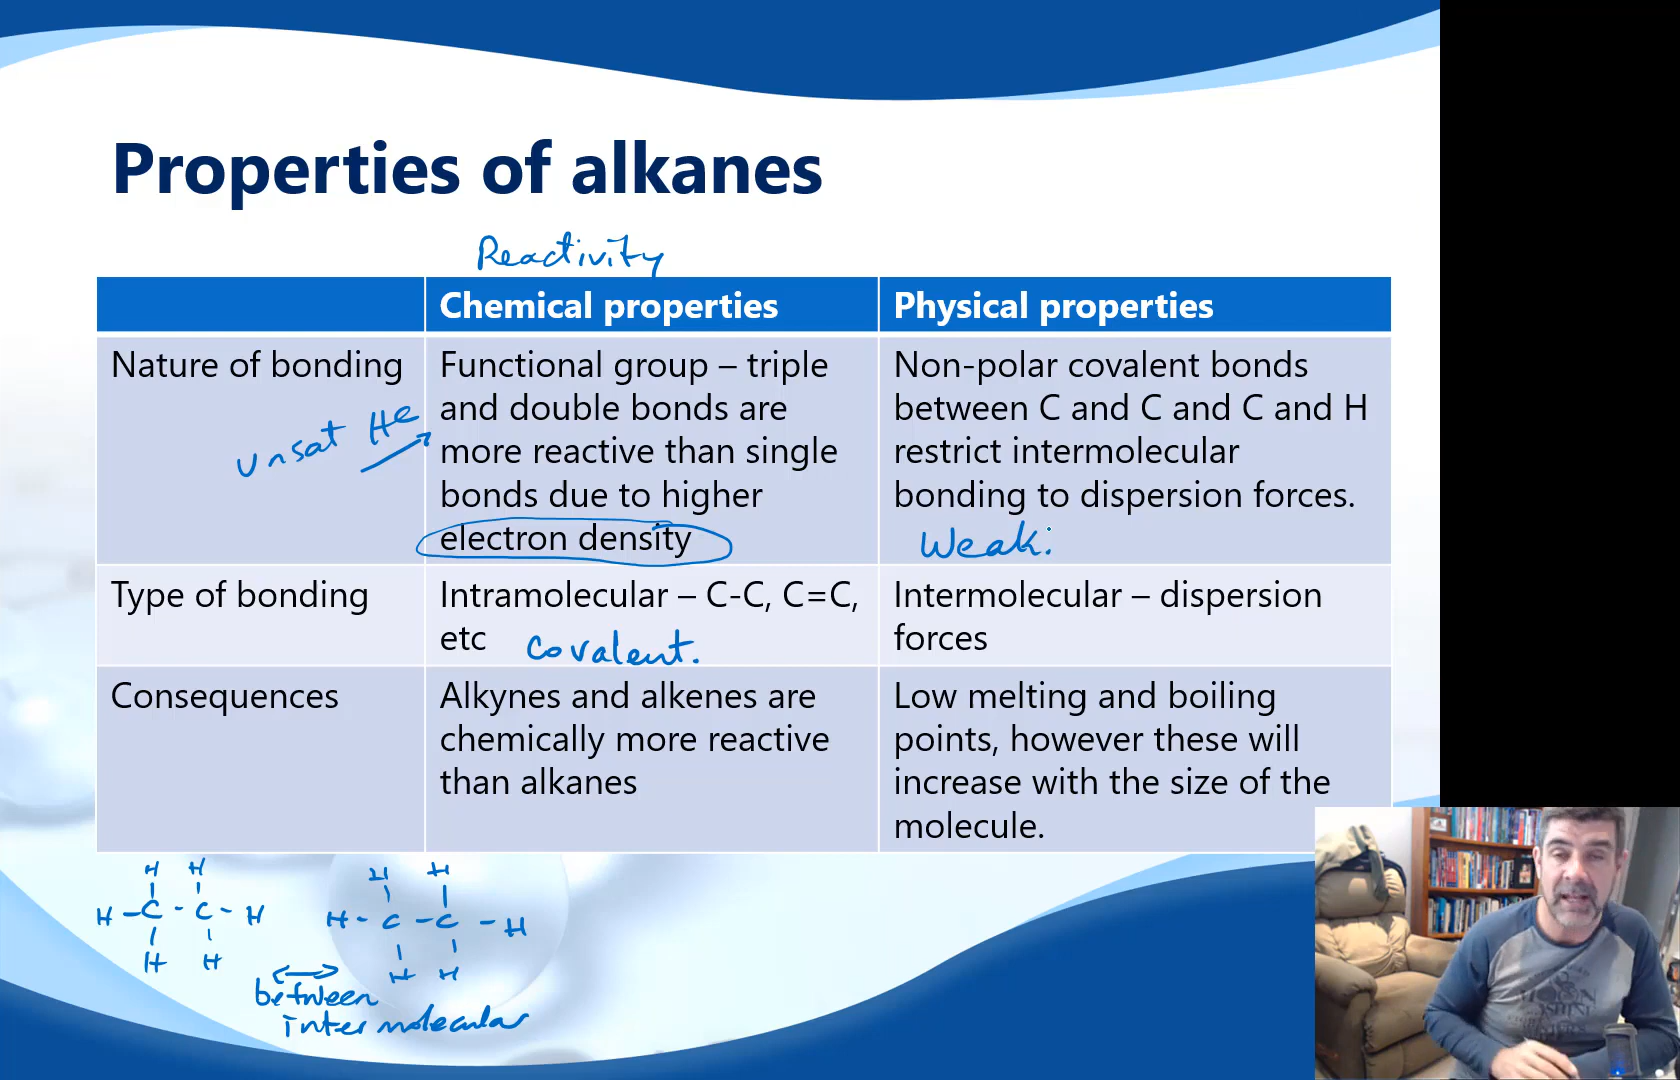 Properties of alkanes
Reactivity
Chemical properties
Physical properties
Nature of bonding
unsat Hc
Functional group – triple
and double bonds are
more reactive than single
bonds due to higher
electron density
Non-polar covalent bonds
between C and C and C and H
restrict intermolecular
bonding to dispersion forces.
Weak.
Type of bonding
Intramolecular – C-C, C=C,
etc covalent.
Intermolecular – dispersion
forces
Consequences
Alkynes and alkenes are
chemically more reactive
than alkanes
Low melting and boiling
points, however these will
increase with the size of the
molecule.
H H
H-C-C-H
H H
H H
H-C-C-H
H H
between
intermolecular